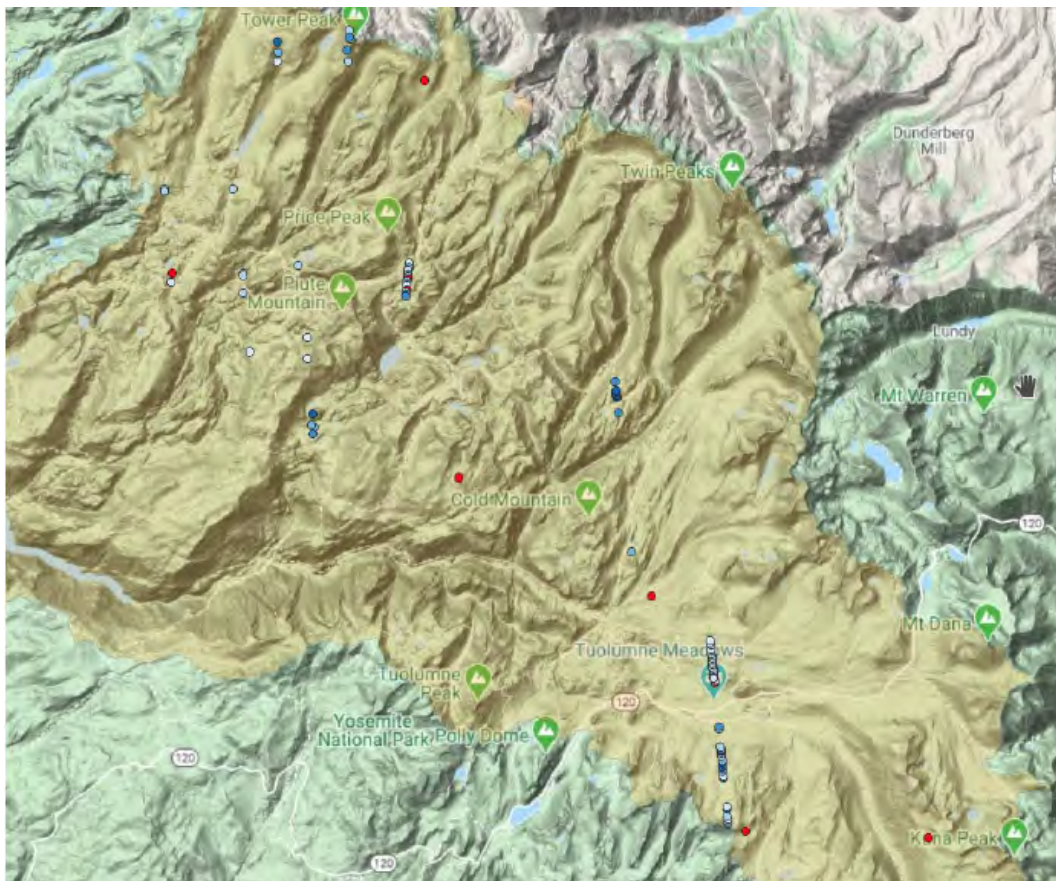 Tower Peak
Dunderberg
Mill
Twin Peaks
Price Peak
Piute
Mountain
Lundy
Mt Warren
Cold Mountain
120
Mt Dana
Tuolumne Meadows
Tuolumne
Peak
120
Yosemite
National Park
Polly Dome
120
120
Kuna Peak